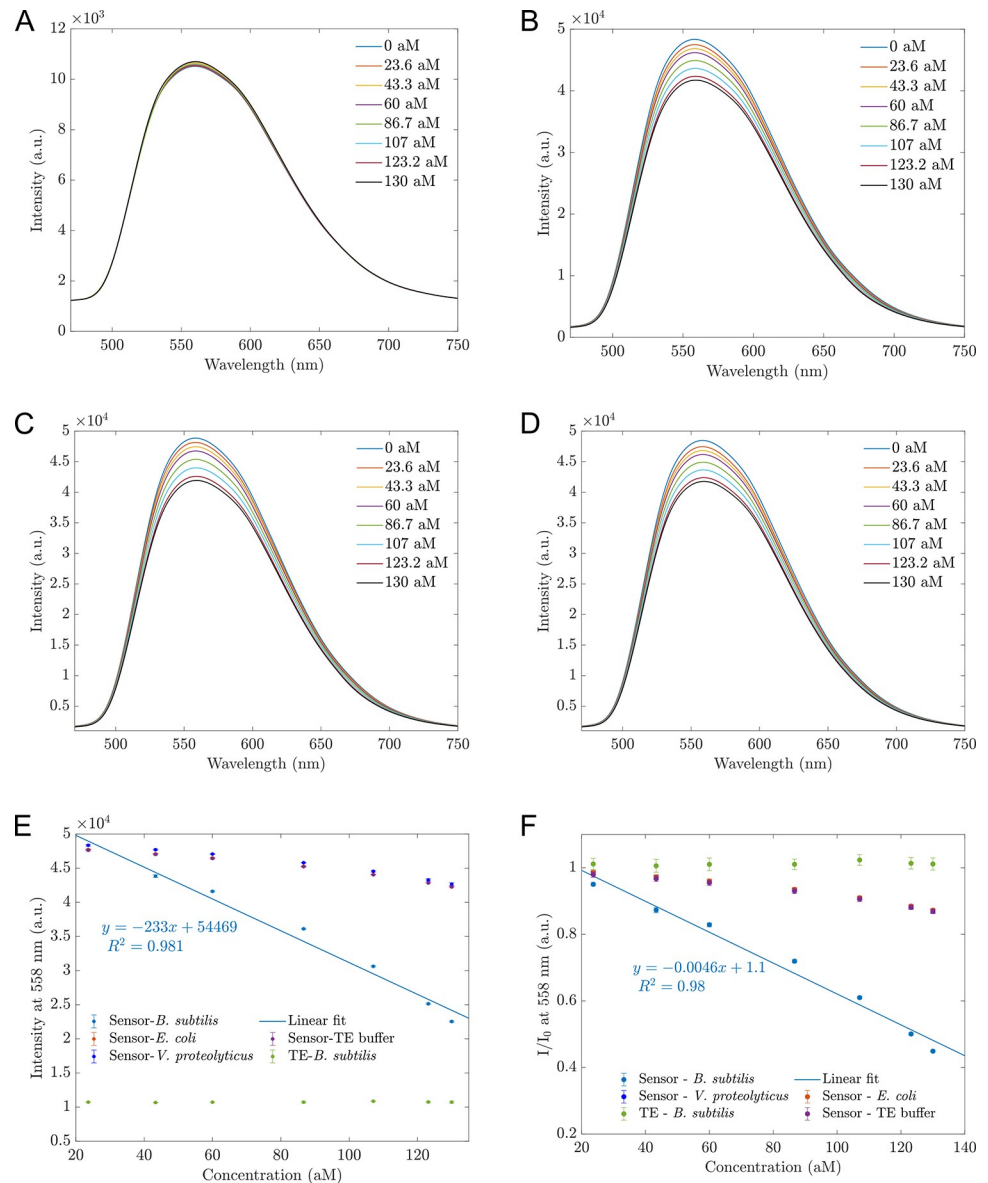 A
×10³
12
10
8
6
4
2
0
500 550 600 650 700 750
Wavelength (nm)
Intensity (a.u.)
0 aM
23.6 aM
43.3 aM
60 aM
86.7 aM
107 aM
123.2 aM
130 aM
B
×10⁴
5
4
3
2
1
0
500 550 600 650 700 750
Wavelength (nm)
Intensity (a.u.)
0 aM
23.6 aM
43.3 aM
60 aM
86.7 aM
107 aM
123.2 aM
130 aM
C
×10⁴
5
4.5
4
3.5
3
2.5
2
1.5
1
0.5
500 550 600 650 700 750
Wavelength (nm)
Intensity (a.u.)
0 aM
23.6 aM
43.3 aM
60 aM
86.7 aM
107 aM
123.2 aM
130 aM
D
×10⁴
5
4.5
4
3.5
3
2.5
2
1.5
1
0.5
500 550 600 650 700 750
Wavelength (nm)
Intensity (a.u.)
0 aM
23.6 aM
43.3 aM
60 aM
86.7 aM
107 aM
123.2 aM
130 aM
E
×10⁴
5
4.5
4
3.5
3
2.5
2
1.5
1
0.5
20 40 60 80 100 120
Concentration (aM)
Intensity at 558 nm (a.u.)
y = −233x + 54469
R² = 0.981
Sensor-B. subtilis
Sensor-E. coli
Sensor-V. proteolyticus
Linear fit
Sensor-TE buffer
TE-B. subtilis
F
1
0.8
0.6
0.4
0.2
20 40 60 80 100 120 140
Concentration (aM)
I/I₀ at 558 nm (a.u.)
y = −0.0046x + 1.1
R² = 0.98
Sensor - B. subtilis
Sensor - V. proteolyticus
TE - B. subtilis
Linear fit
Sensor - E. coli
Sensor - TE buffer